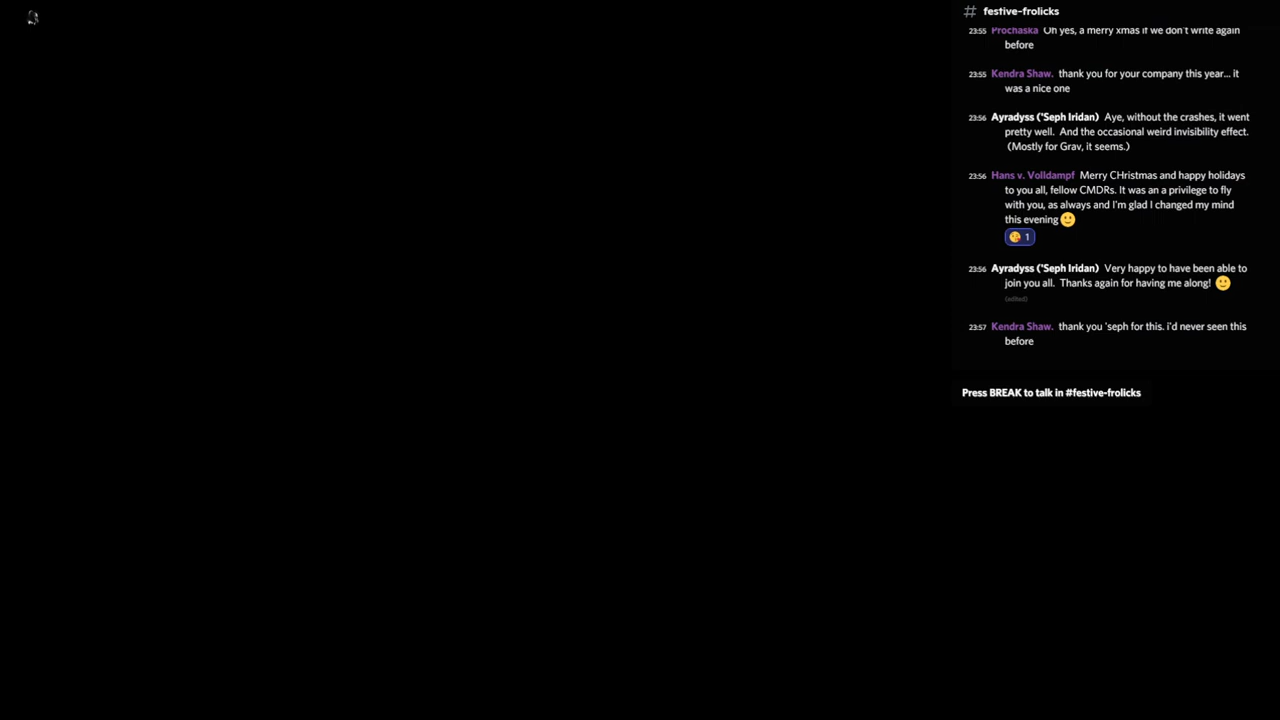 # festive-frolicks
23:55 Prochaska Oh yes, a merry xmas if we don't write again
before
23:55 Kendra Shaw. thank you for your company this year... it
was a nice one
23:56 Ayradyss ('Seph Iridan) Aye, without the crashes, it went
pretty well. And the occasional weird invisibility effect.
(Mostly for Grav, it seems.)
23:56 Hans v. Volldampf Merry CHristmas and happy holidays
to you all, fellow CMDRs. It was an a privilege to fly
with you, as always and I'm glad I changed my mind
this evening 🙂
😘 1
23:56 Ayradyss ('Seph Iridan) Very happy to have been able to
join you all. Thanks again for having me along! 🙂
(edited)
23:57 Kendra Shaw. thank you 'seph for this. i'd never seen this
before
Press BREAK to talk in #festive-frolicks